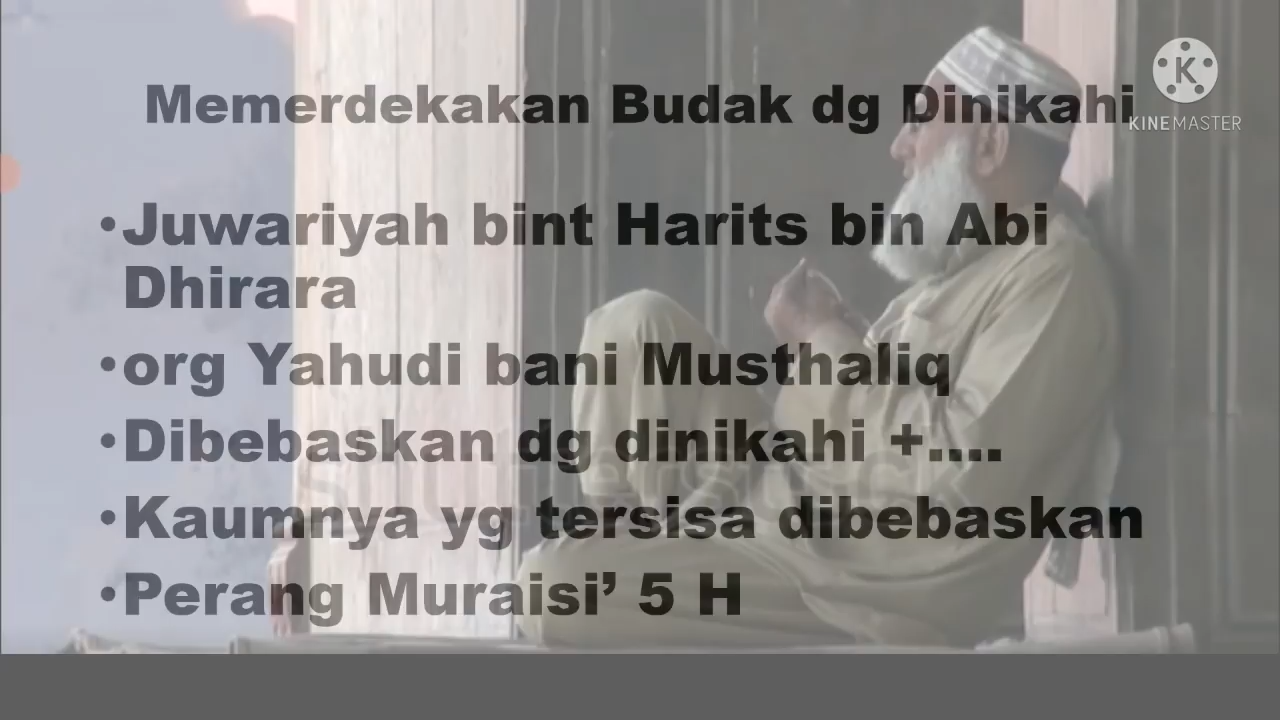 Memerdekakan Budak dg Dinikahi
K
KINEMASTER
•Juwariyah bint Harits bin Abi
Dhirara
•org Yahudi bani Musthaliq
•Dibebaskan dg dinikahi +....
•Kaumnya yg tersisa dibebaskan
•Perang Muraisi’ 5 H